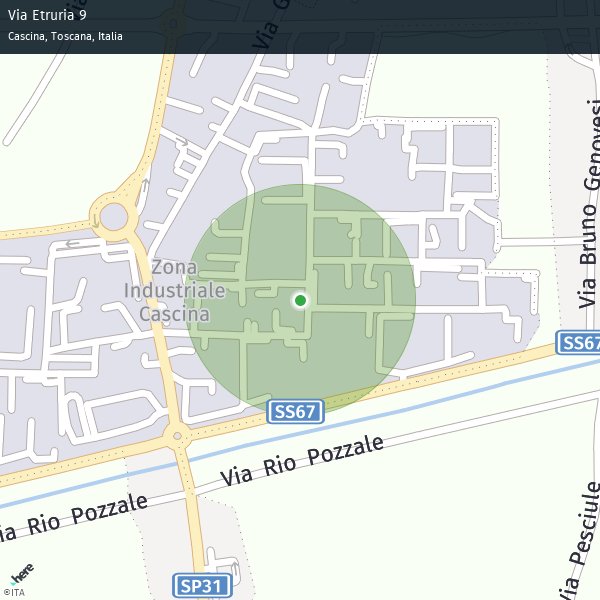 Via Etruria 9
Cascina, Toscana, Italia
Via Bruno Genovesi
Zona
Industriale
Cascina
SS67
SS67
Via Rio Pozzale
Via Rio Pozzale
Via Pesciule
SP31
here
©ITA